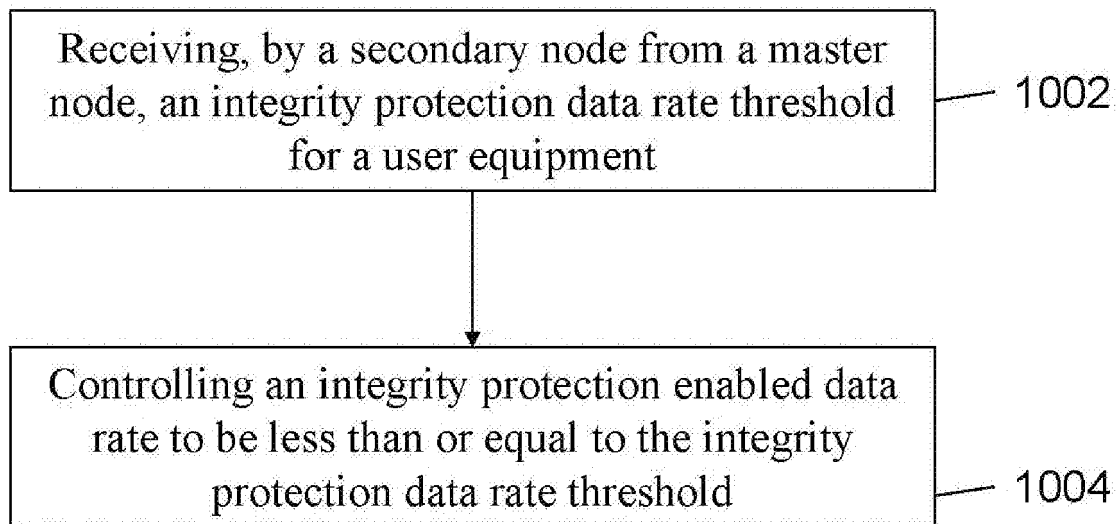 Receiving, by a secondary node from a master
node, an integrity protection data rate threshold
for a user equipment
1002
Controlling an integrity protection enabled data
rate to be less than or equal to the integrity
protection data rate threshold
1004